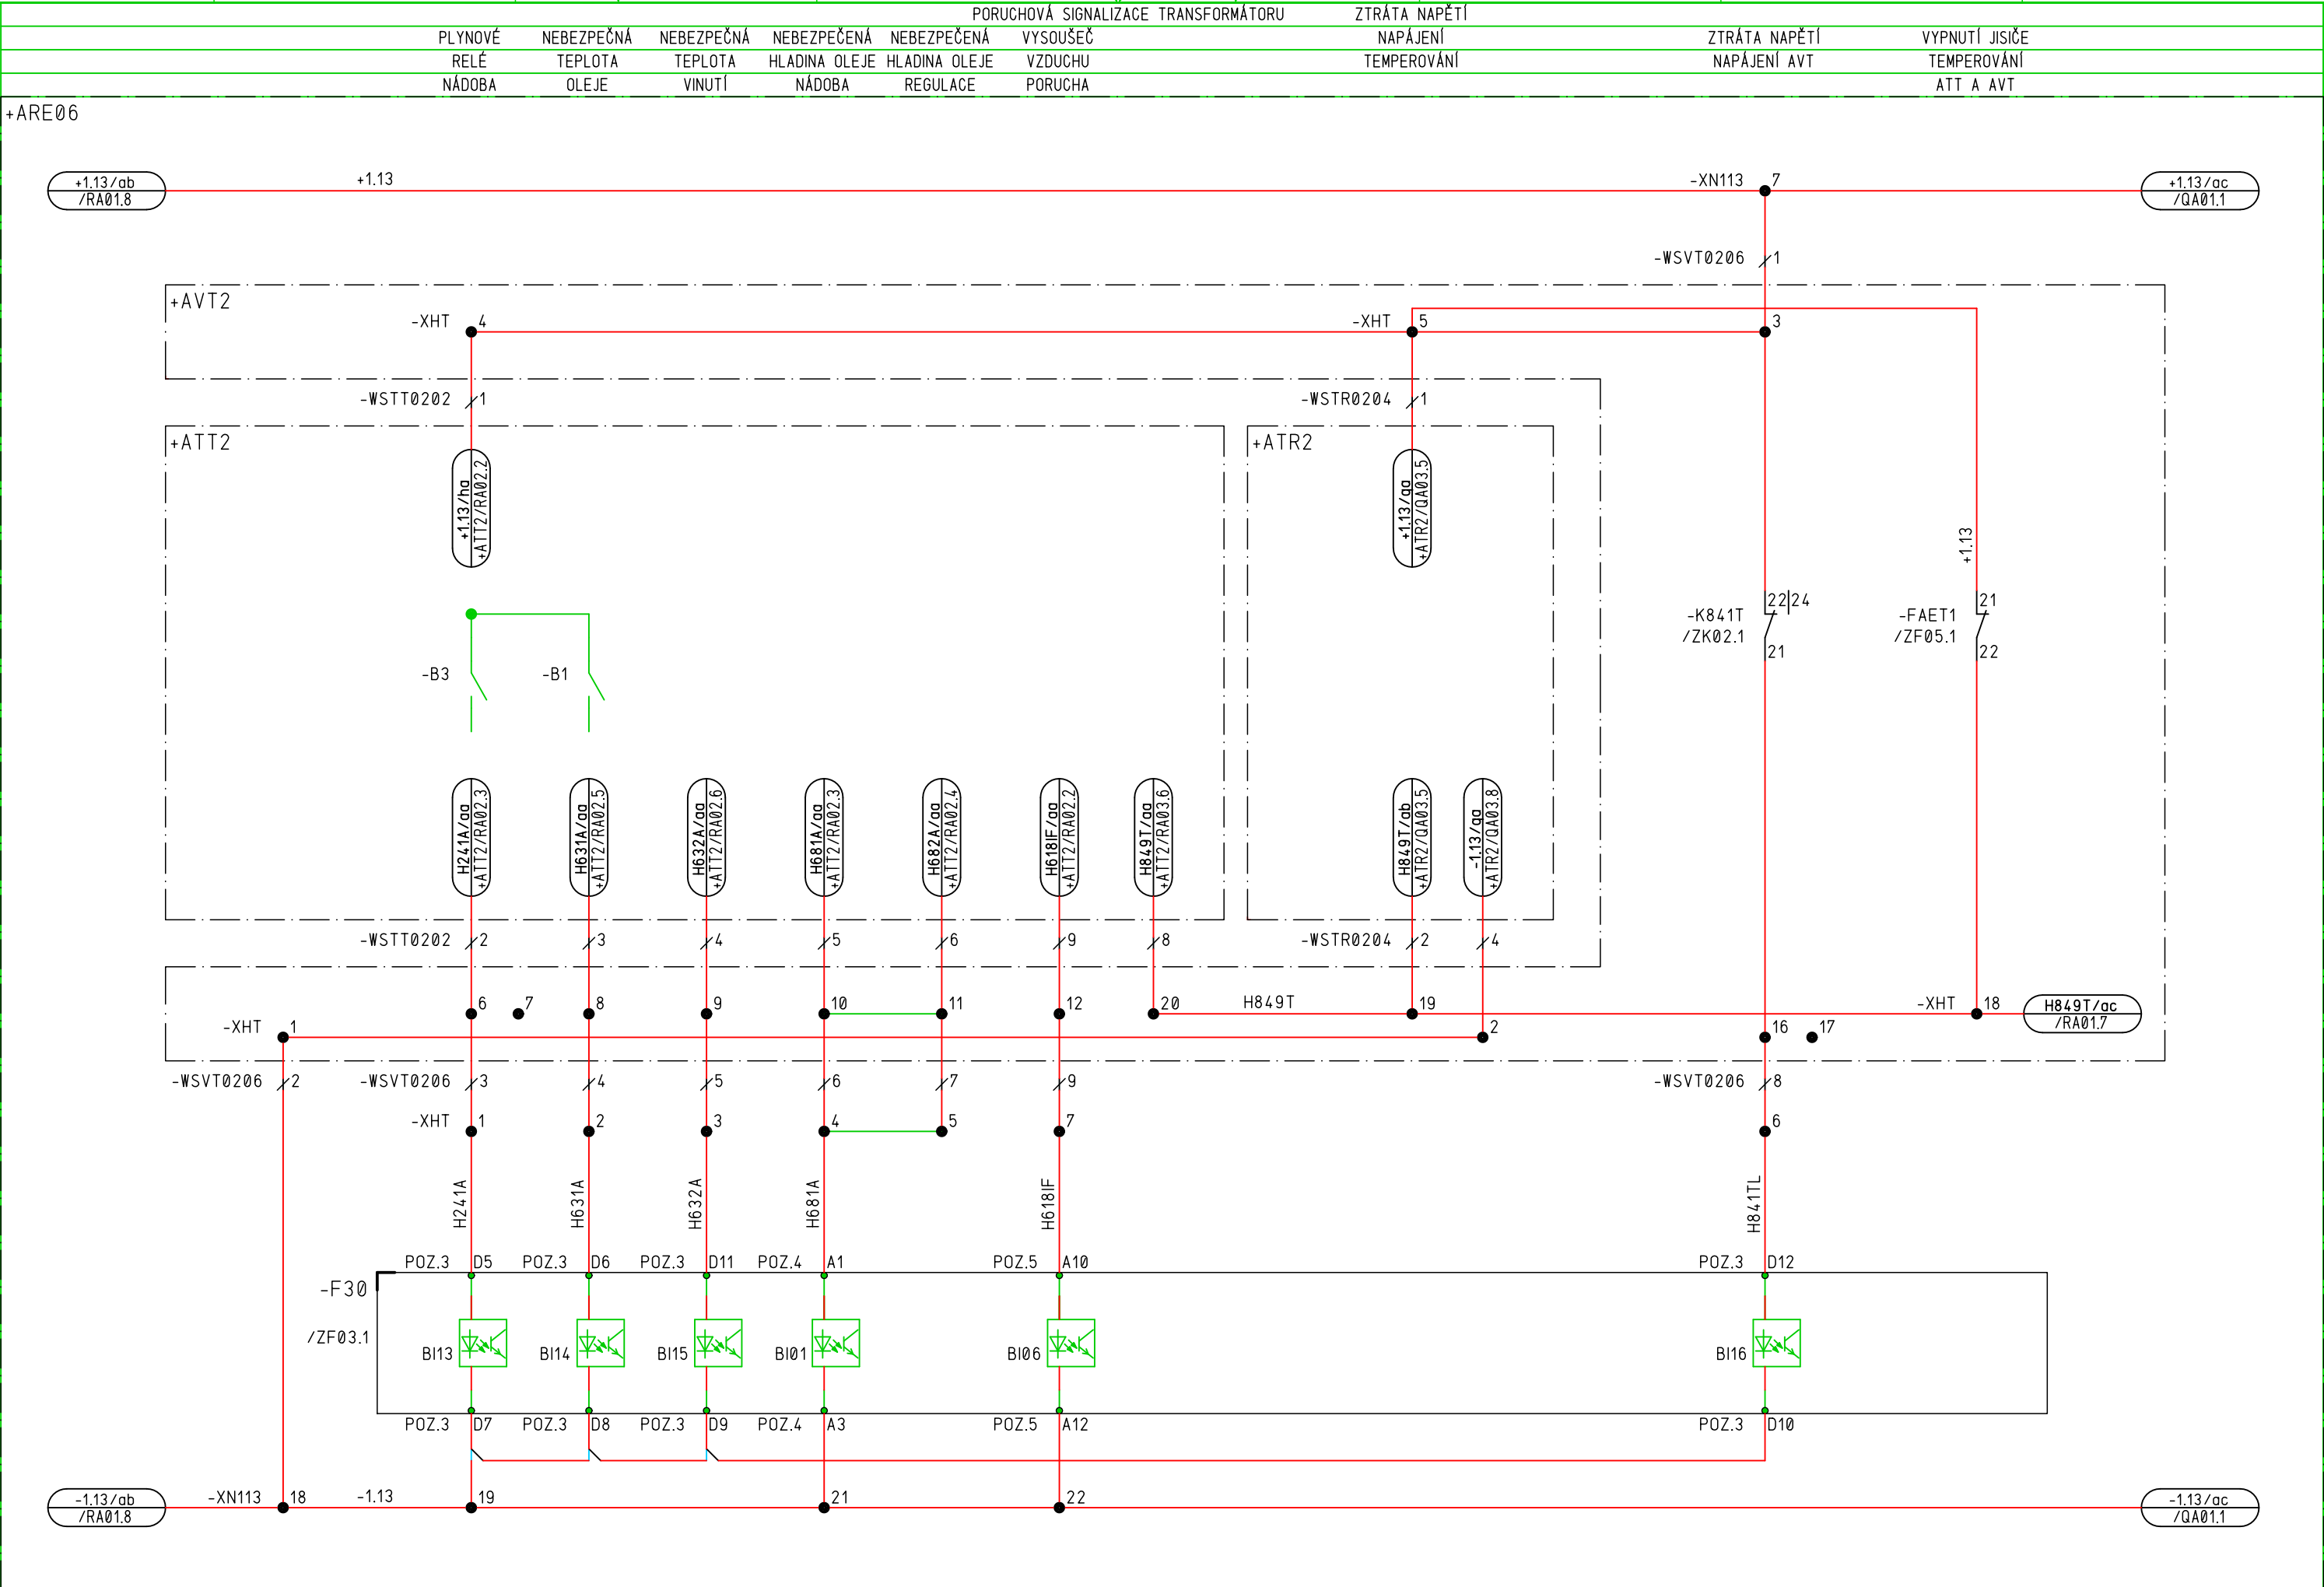 PORUCHOVÁ SIGNALIZACE TRANSFORMÁTORU ZTRÁTA NAPĚTÍ
PLYNOVÉ NEBEZPEČNÁ NEBEZPEČNÁ NEBEZPEČENÁ NEBEZPEČENÁ VYSOUŠEČ NAPÁJENÍ ZTRÁTA NAPĚTÍ VYPNUTÍ JISIČE
RELÉ TEPLOTA TEPLOTA HLADINA OLEJE HLADINA OLEJE VZDUCHU TEMPEROVÁNÍ NAPÁJENÍ AVT TEMPEROVÁNÍ
NÁDOBA OLEJE VINUTÍ NÁDOBA REGULACE PORUCHA ATT A AVT
+ARE06
+1.13/ab
/RA01.8
+1.13
-XN113 7
+1.13/ac
/QA01.1
-WSVT0206 1
+AVT2
-XHT 4
-XHT 5
3
-WSTT0202 1
-WSTR0204 1
+ATT2
+ATR2
+1.13/ha
+ATT2/RA02.2
+1.13/qa
+ATR2/QA03.5
+1.13
-K841T
/ZK02.1
22 24
21
-FAET1
/ZF05.1
21
22
-B3
-B1
H241A/aa
+ATT2/RA02.3
H631A/aa
+ATT2/RA02.5
H632A/aa
+ATT2/RA02.6
H681A/aa
+ATT2/RA02.3
H682A/aa
+ATT2/RA02.4
H618IF/aa
+ATT2/RA02.2
H849T/aa
+ATT2/RA03.6
H849T/ab
+ATR2/QA03.5
-1.13/qa
+ATR2/QA03.8
-WSTT0202 2 3 4 5 6 9 8
-WSTR0204 2 4
6 7 8 9 10 11 12 20 H849T 19 -XHT 18
H849T/ac
/RA01.7
-XHT 1 2 16 17
-WSVT0206 2 -WSVT0206 3 4 5 6 7 9 -WSVT0206 8
-XHT 1 2 3 4 5 7 6
H241A
H631A
H632A
H681A
H618IF
H841TL
POZ.3 D5 POZ.3 D6 POZ.3 D11 POZ.4 A1 POZ.5 A10 POZ.3 D12
-F30
/ZF03.1
BI13 BI14 BI15 BI01 BI06 BI16
POZ.3 D7 POZ.3 D8 POZ.3 D9 POZ.4 A3 POZ.5 A12 POZ.3 D10
-1.13/ab
/RA01.8
-XN113 18 -1.13 19 21 22
-1.13/ac
/QA01.1